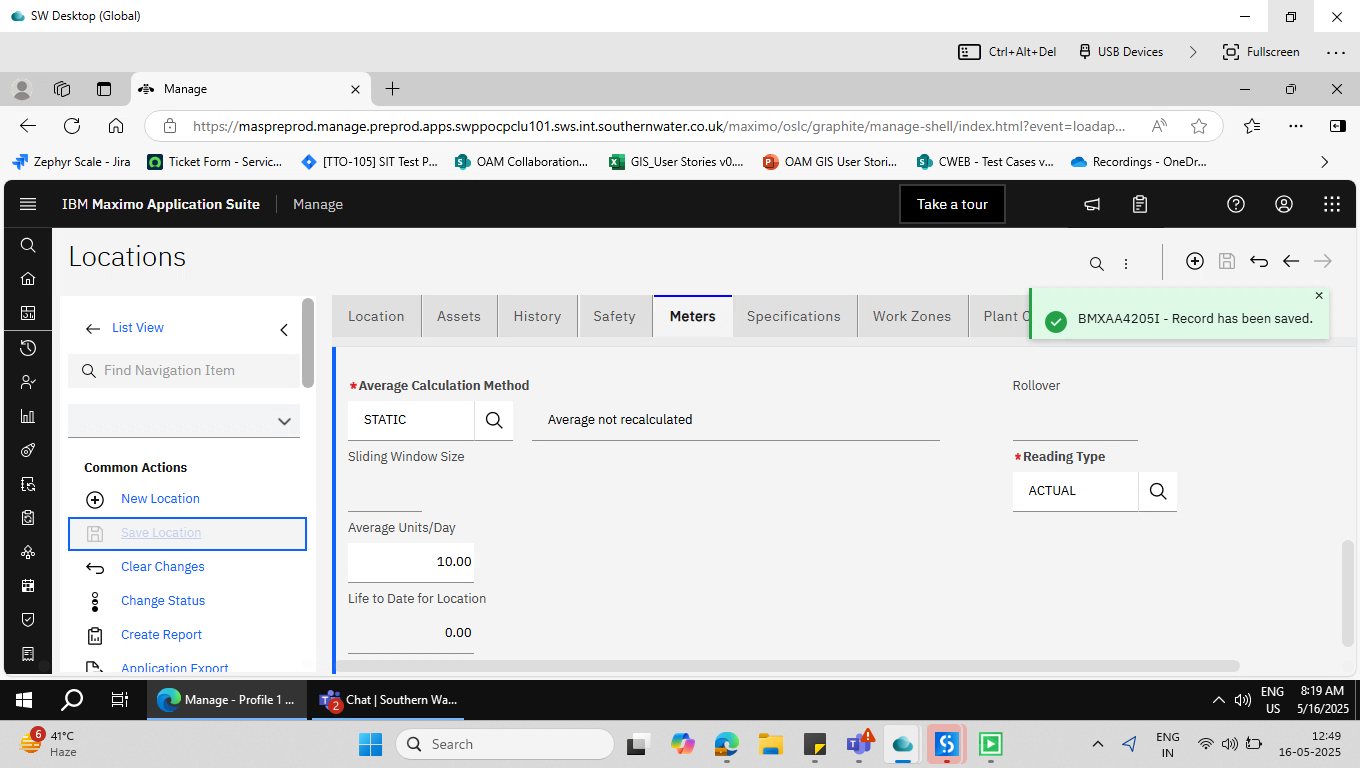 SW Desktop (Global)
Ctrl+Alt+Del
USB Devices
Fullscreen
Manage
https://maspreprod.manage.preprod.apps.swppocpclu101.sws.int.southernwater.co.uk/maximo/oslc/graphite/manage-shell/index.html?event=loadap...
Zephyr Scale - Jira
Ticket Form - Servic...
[TTO-105] SIT Test P...
OAM Collaboration...
GIS_User Stories v0....
OAM GIS User Stori...
CWEB - Test Cases v...
Recordings - OneDr...
IBM Maximo Application Suite
Manage
Take a tour
Locations
List View
Find Navigation Item
Common Actions
New Location
Save Location
Clear Changes
Change Status
Create Report
Application Export
Location
Assets
History
Safety
Meters
Specifications
Work Zones
Plant C
BMXAA4205I - Record has been saved.
*Average Calculation Method
STATIC
Average not recalculated
Rollover
Sliding Window Size
*Reading Type
ACTUAL
Average Units/Day
10.00
Life to Date for Location
0.00
Manage - Profile 1 ...
2
Chat | Southern Wa...
ENG
US
8:19 AM
5/16/2025
6
41°C
Haze
Search
ENG
IN
12:49
16-05-2025